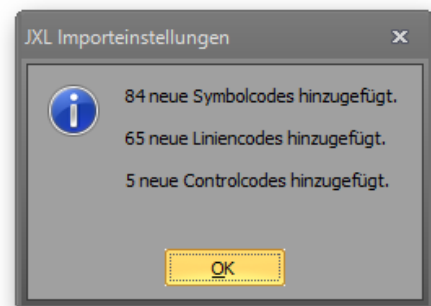 JXL Importeinstellungen
84 neue Symbolcodes hinzugefügt.
65 neue Liniencodes hinzugefügt.
5 neue Controlcodes hinzugefügt.
OK